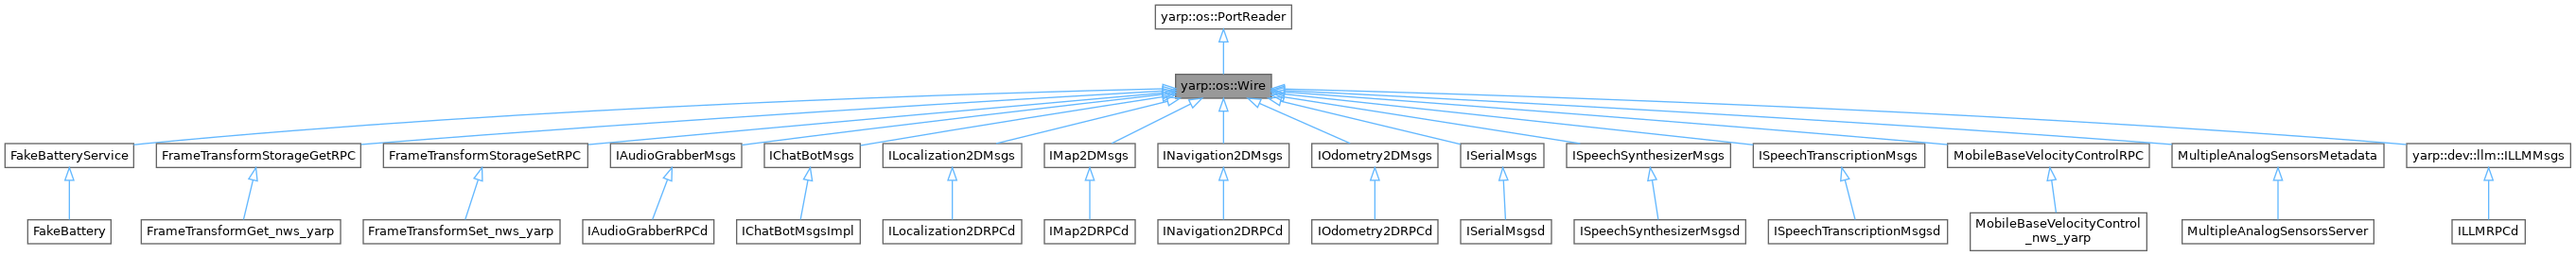 yarp::os::PortReader
yarp::os::Wire
FakeBatteryService
FrameTransformStorageGetRPC
FrameTransformStorageSetRPC
IAudioGrabberMsgs
IChatBotMsgs
ILocalization2DMsgs
IMap2DMsgs
INavigation2DMsgs
IOdometry2DMsgs
ISerialMsgs
ISpeechSynthesizerMsgs
ISpeechTranscriptionMsgs
MobileBaseVelocityControlRPC
MultipleAnalogSensorsMetadata
yarp::dev::llm::ILLMMsgs
FakeBattery
FrameTransformGet_nws_yarp
FrameTransformSet_nws_yarp
IAudioGrabberRPCd
IChatBotMsgsImpl
ILocalization2DRPCd
IMap2DRPCd
INavigation2DRPCd
IOdometry2DRPCd
ISerialMsgsd
ISpeechSynthesizerMsgsd
ISpeechTranscriptionMsgsd
MobileBaseVelocityControl
_nws_yarp
MultipleAnalogSensorsServer
ILLMRPCd